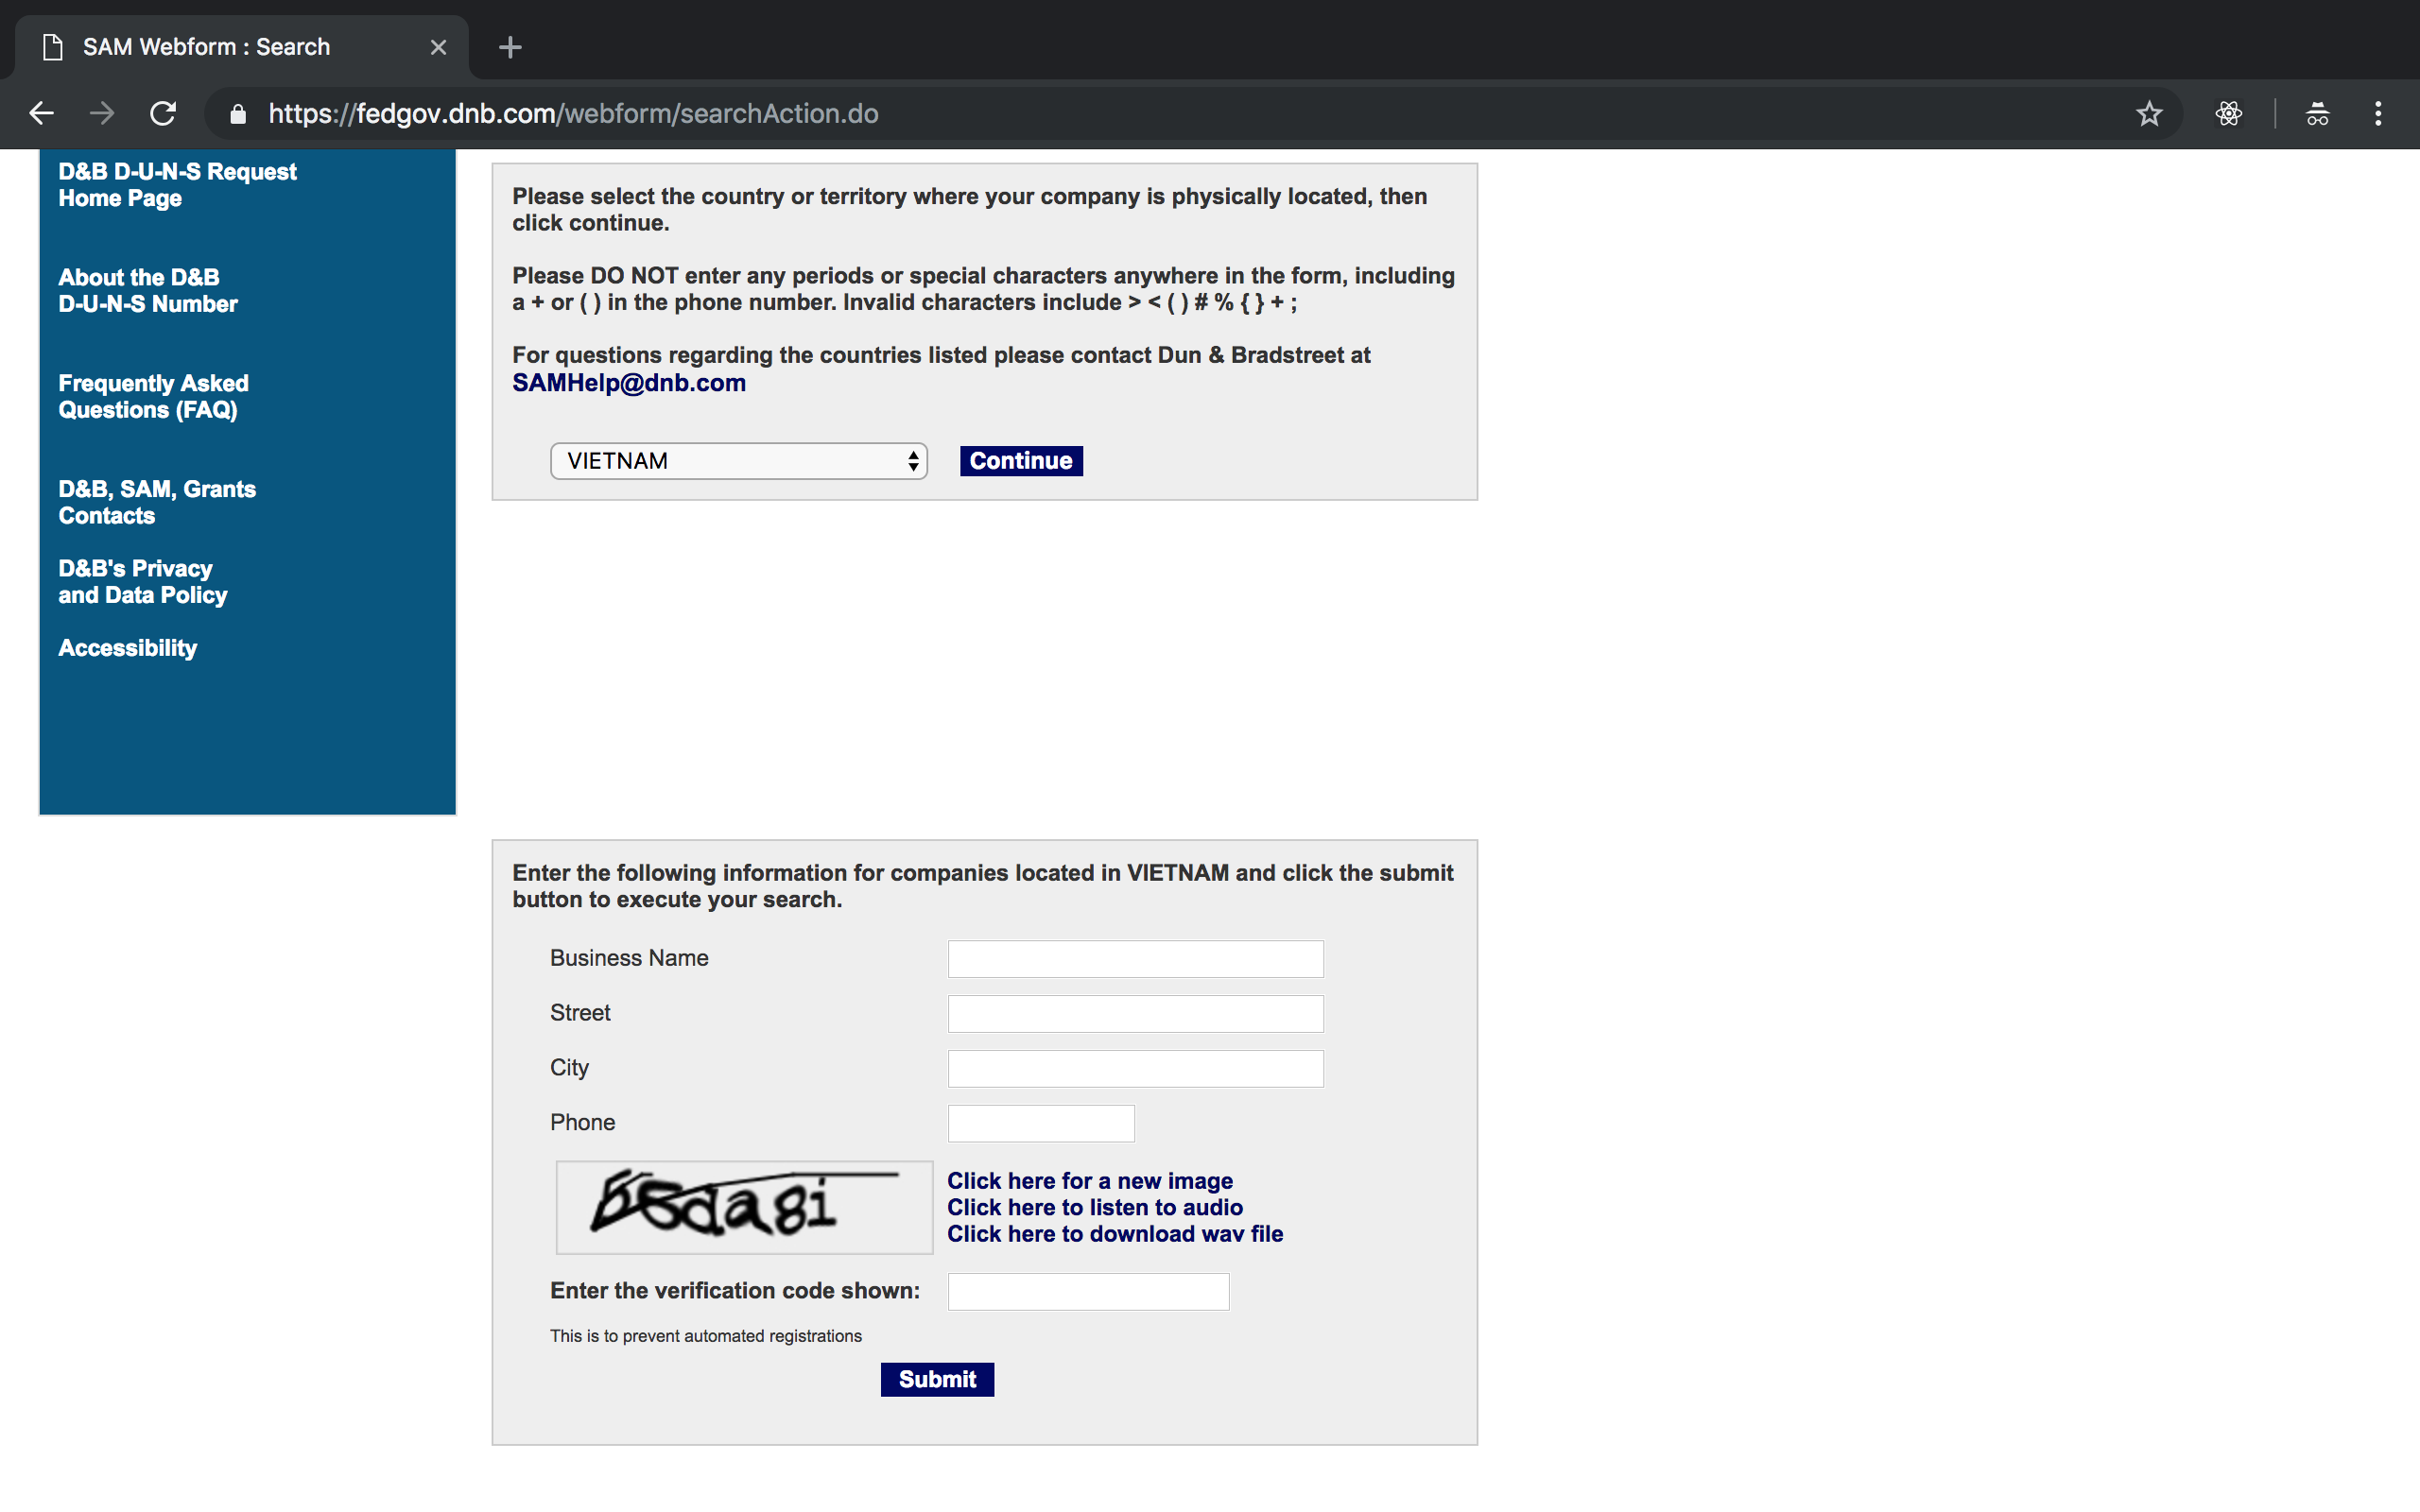 SAM Webform : Search
https://fedgov.dnb.com/webform/searchAction.do
D&B D-U-N-S Request
Home Page
About the D&B
D-U-N-S Number
Frequently Asked
Questions (FAQ)
D&B, SAM, Grants
Contacts
D&B's Privacy
and Data Policy
Accessibility
Please select the country or territory where your company is physically located, then
click continue.
Please DO NOT enter any periods or special characters anywhere in the form, including
a + or ( ) in the phone number. Invalid characters include > < ( ) # % { } + ;
For questions regarding the countries listed please contact Dun & Bradstreet at
SAMHelp@dnb.com
VIETNAM
Continue
Enter the following information for companies located in VIETNAM and click the submit
button to execute your search.
Business Name
Street
City
Phone
Click here for a new image
Click here to listen to audio
Click here to download wav file
Enter the verification code shown:
This is to prevent automated registrations
Submit